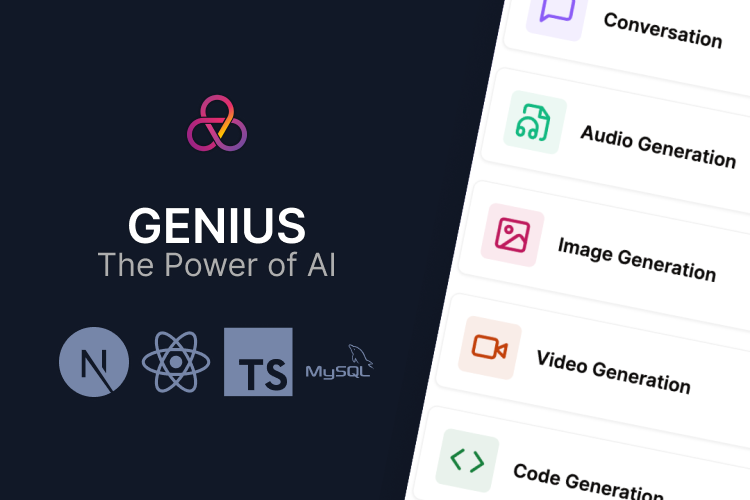 GENIUS
The Power of AI
N
TS
MySQL
Conversation
Audio Generation
Image Generation
Video Generation
Code Generation